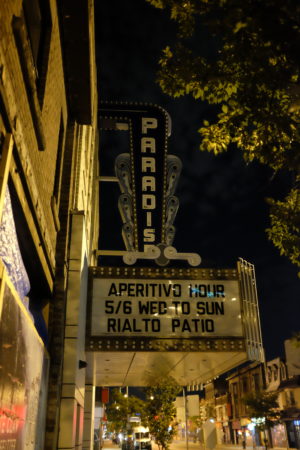 PARADISE
APERITIVO HOUR
5/6 WED TO SUN
RIALTO PATIO